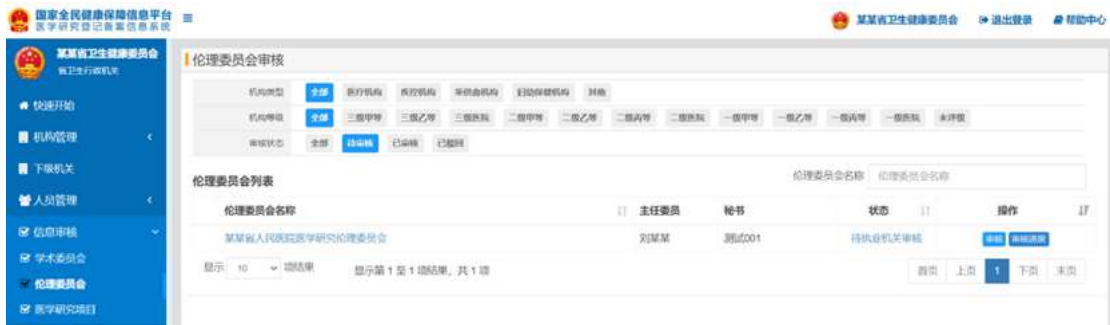 国家全民健康保障信息平台
医学研究登记备案信息系统
某某省卫生健康委员会 退出登录 帮助中心
某某省卫生健康委员会
省卫生行政机关
快速开始
机构管理
下级机关
人员管理
信息审核
学术委员会
伦理委员会
医学研究项目
伦理委员会审核
机构类型 全部 医疗机构 疾控机构 采供血机构 妇幼保健机构 其他
机构等级 全部 三级甲等 三级乙等 三级医院 二级甲等 二级乙等 二级丙等 二级医院 一级甲等 一级乙等 一级丙等 一级医院 未评级
审核状态 全部 待审核 已审核 已撤回
伦理委员会列表 伦理委员会名称 伦理委员会名称
伦理委员会名称 主任委员 秘书 状态 操作
某某省人民医院医学研究伦理委员会 刘某某 测试001 待执业机关审核 审核 审核进度
显示 10 项结果 显示第 1 至 1 项结果，共 1 项 首页 上页 1 下页 末页